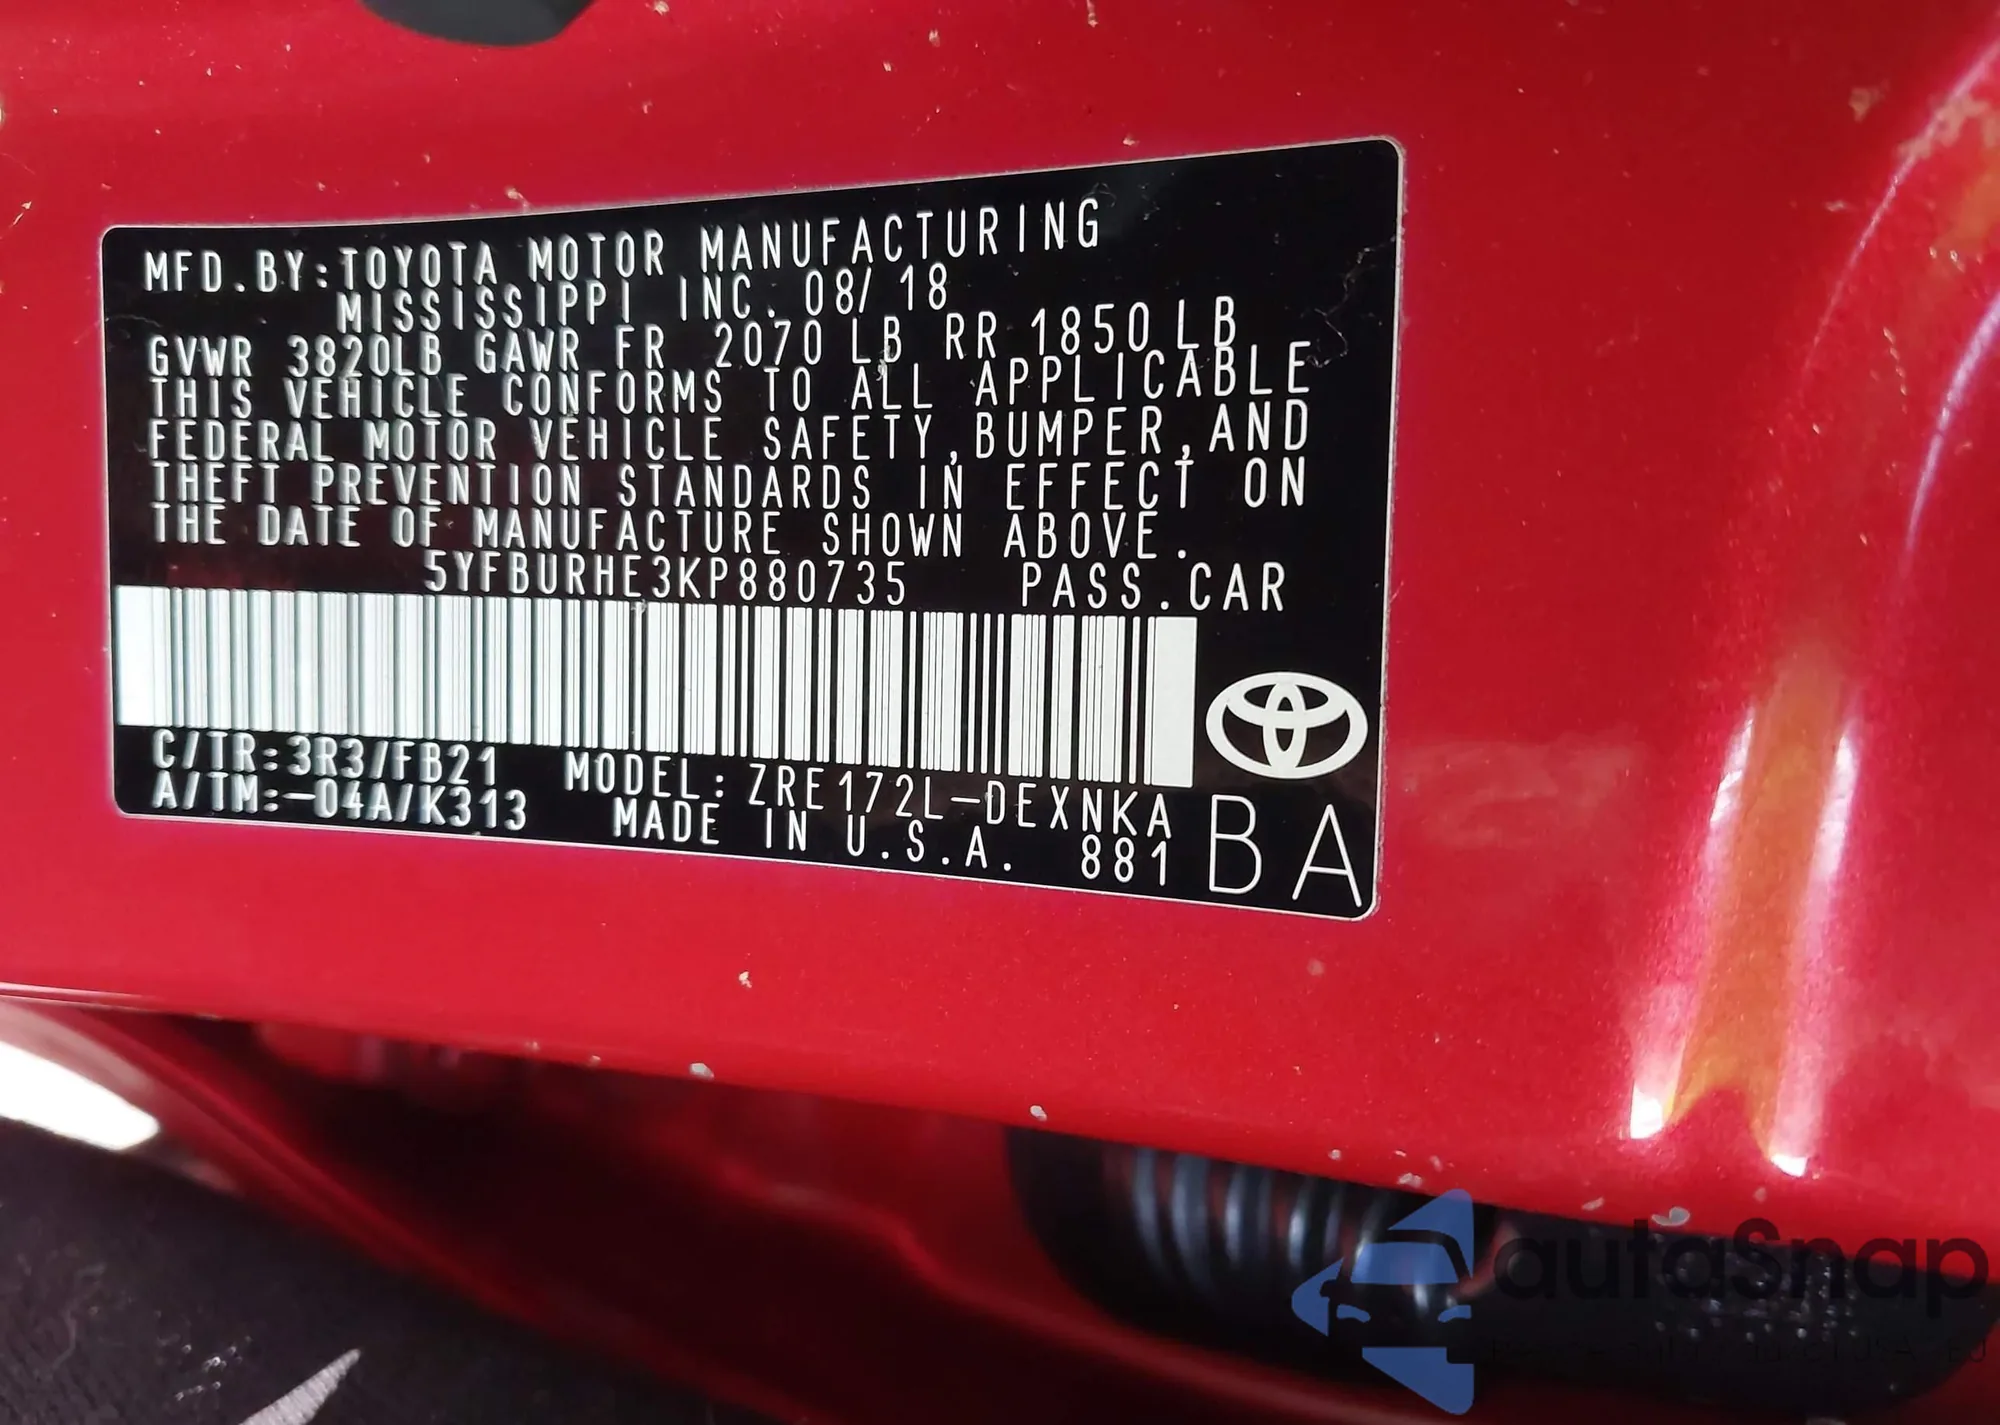 MFD.BY:TOYOTA MOTOR MANUFACTURING
MISSISSIPPI INC. 08/18
GVWR 3820LB GAWR FR 2070 LB RR 1850 LB
THIS VEHICLE CONFORMS TO ALL APPLICABLE
FEDERAL MOTOR VEHICLE SAFETY,BUMPER,AND
THEFT PREVENTION STANDARDS IN EFFECT ON
THE DATE OF MANUFACTURE SHOWN ABOVE.
5YFBURHE3KP880735 PASS.CAR
C/TR:3R3/FB21 MODEL:ZRE172L-DEXNKA
A/TM:-04A/K313 MADE IN U.S.A. 881 BA
autaSnap